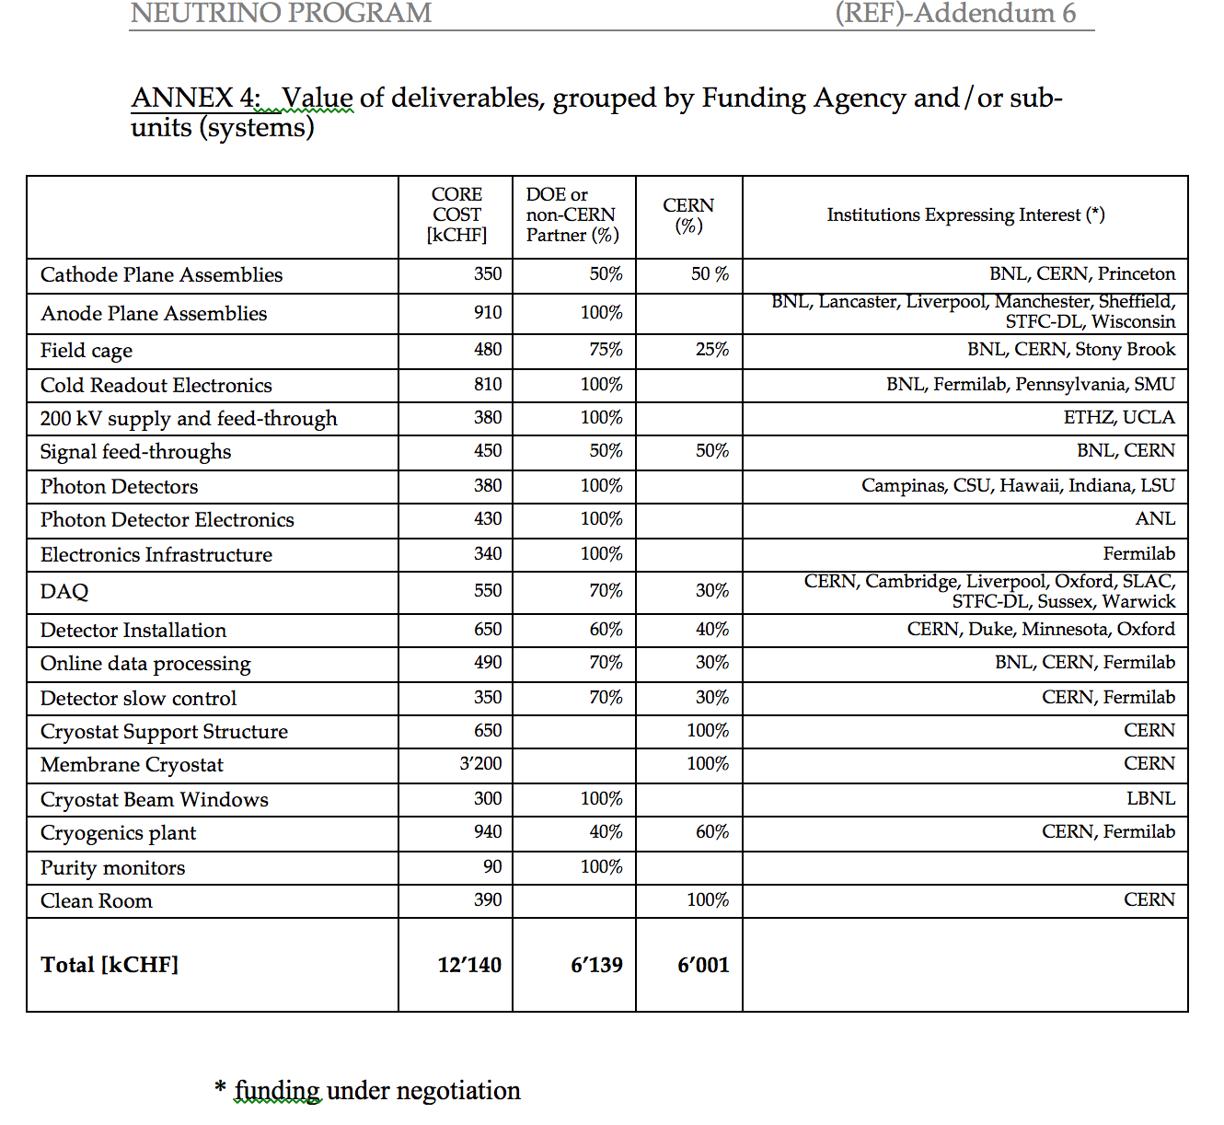 NEUTRINO PROGRAM (REF)-Addendum 6
ANNEX 4: Value of deliverables, grouped by Funding Agency and/or sub-
units (systems)
CORE COST [kCHF] DOE or non-CERN Partner (%) CERN (%) Institutions Expressing Interest (*)
Cathode Plane Assemblies 350 50% 50 % BNL, CERN, Princeton
Anode Plane Assemblies 910 100% BNL, Lancaster, Liverpool, Manchester, Sheffield,
STFC-DL, Wisconsin
Field cage 480 75% 25% BNL, CERN, Stony Brook
Cold Readout Electronics 810 100% BNL, Fermilab, Pennsylvania, SMU
200 kV supply and feed-through 380 100% ETHZ, UCLA
Signal feed-throughs 450 50% 50% BNL, CERN
Photon Detectors 380 100% Campinas, CSU, Hawaii, Indiana, LSU
Photon Detector Electronics 430 100% ANL
Electronics Infrastructure 340 100% Fermilab
DAQ 550 70% 30% CERN, Cambridge, Liverpool, Oxford, SLAC,
STFC-DL, Sussex, Warwick
Detector Installation 650 60% 40% CERN, Duke, Minnesota, Oxford
Online data processing 490 70% 30% BNL, CERN, Fermilab
Detector slow control 350 70% 30% CERN, Fermilab
Cryostat Support Structure 650 100% CERN
Membrane Cryostat 3’200 100% CERN
Cryostat Beam Windows 300 100% LBNL
Cryogenics plant 940 40% 60% CERN, Fermilab
Purity monitors 90 100%
Clean Room 390 100% CERN
Total [kCHF] 12’140 6’139 6’001
* funding under negotiation